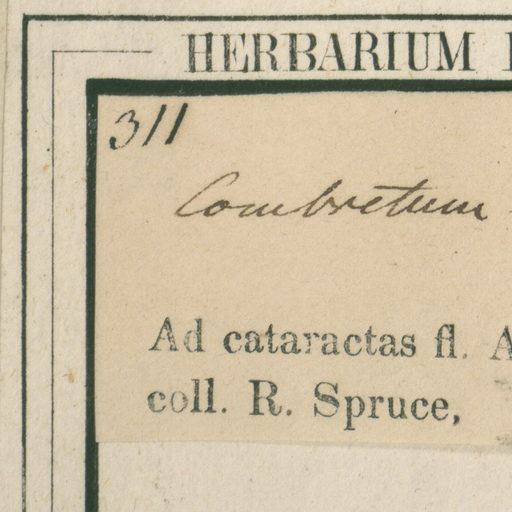 HERBARIUM
311
Combretum
Ad cataractas fl. A
coll. R. Spruce,